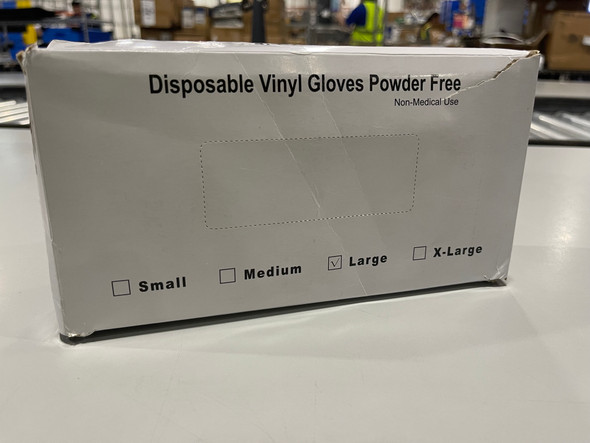 Disposable Vinyl Gloves Powder Free
Non-Medical Use
Small Medium Large X-Large